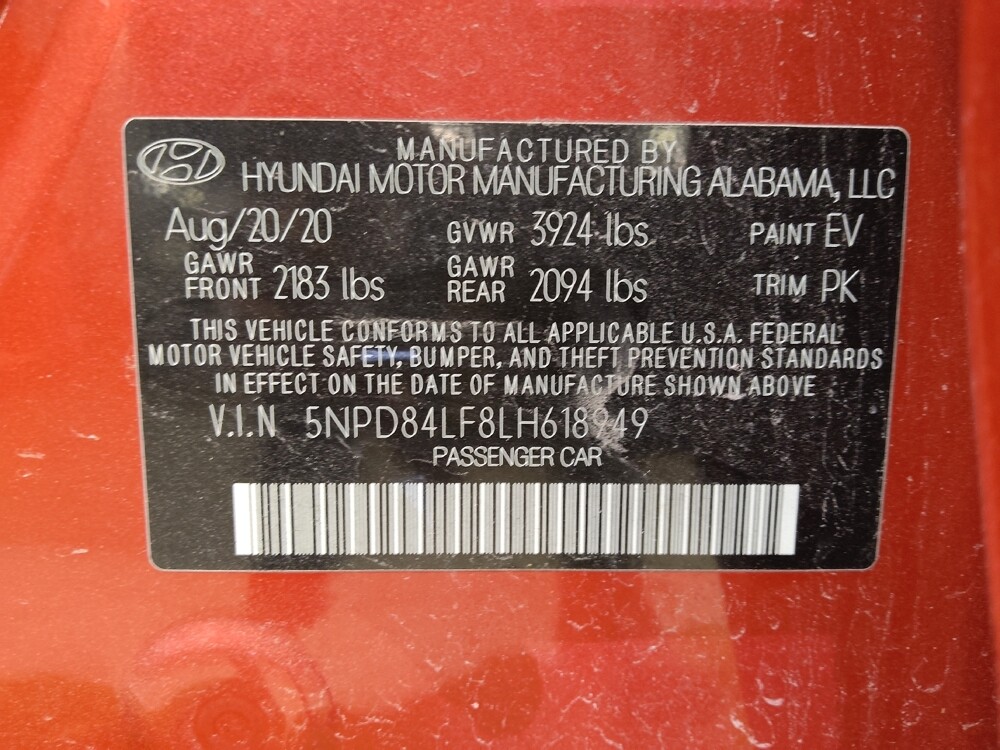 MANUFACTURED BY
HYUNDAI MOTOR MANUFACTURING ALABAMA, LLC
Aug/20/20 GVWR 3924 lbs PAINT EV
GAWR FRONT 2183 lbs GAWR REAR 2094 lbs TRIM PK
THIS VEHICLE CONFORMS TO ALL APPLICABLE U.S.A. FEDERAL
MOTOR VEHICLE SAFETY, BUMPER, AND THEFT PREVENTION STANDARDS
IN EFFECT ON THE DATE OF MANUFACTURE SHOWN ABOVE
V.I.N 5NPD84LF8LH618949
PASSENGER CAR